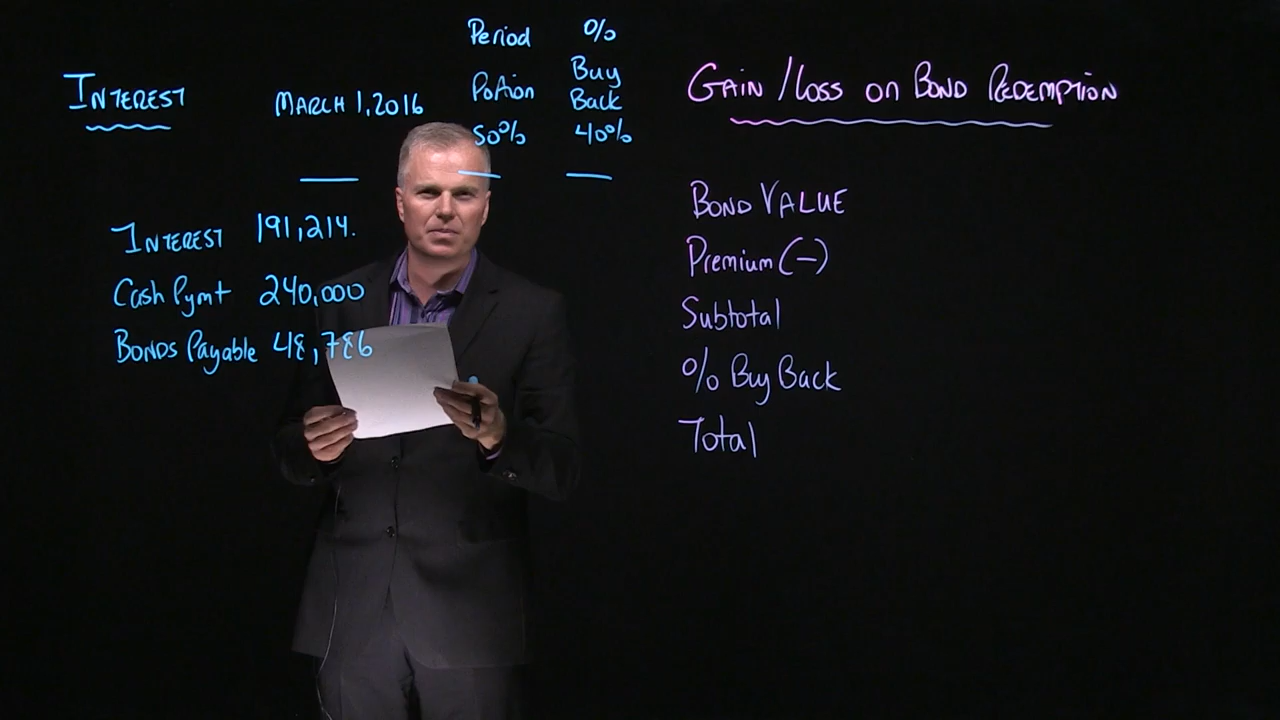 INTEREST
MARCH 1, 2016
Period
Potion
50%
%
Buy
Back
40%
INTEREST 191,214.
Cash Pymt 240,000
BONDS Payable 48,786
GAIN/LOSS ON BOND REDEMPTION
BOND VALUE
Premium (-)
Subtotal
% Buy Back
Total